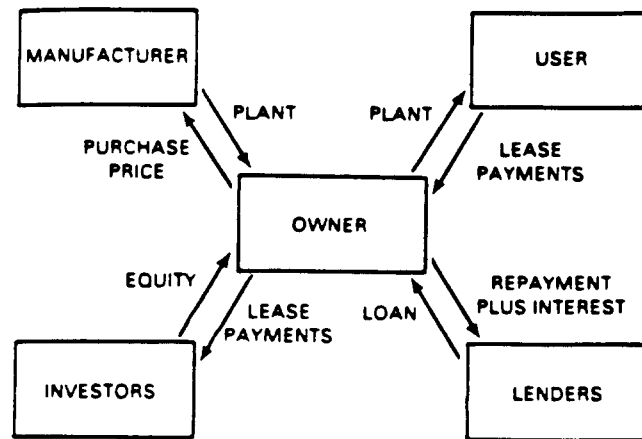 MANUFACTURER
USER
PLANT
PLANT
PURCHASE
PRICE
LEASE
PAYMENTS
OWNER
EQUITY
LEASE
PAYMENTS
LOAN
REPAYMENT
PLUS INTEREST
INVESTORS
LENDERS